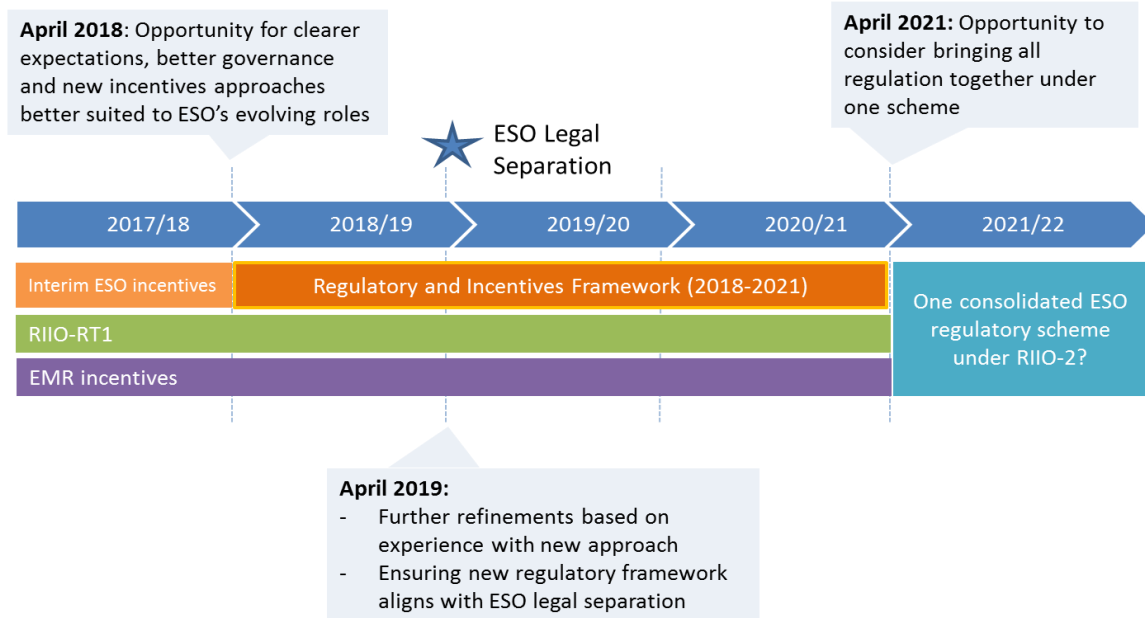 April 2018: Opportunity for clearer
expectations, better governance
and new incentives approaches
better suited to ESO's evolving roles
April 2021: Opportunity to
consider bringing all
regulation together under
one scheme
ESO Legal
Separation
2017/18
2018/19
2019/20
2020/21
2021/22
Interim ESO incentives
Regulatory and Incentives Framework (2018-2021)
RIIO-RT1
EMR incentives
One consolidated ESO
regulatory scheme
under RIIO-2?
April 2019:
- Further refinements based on
experience with new approach
- Ensuring new regulatory framework
aligns with ESO legal separation